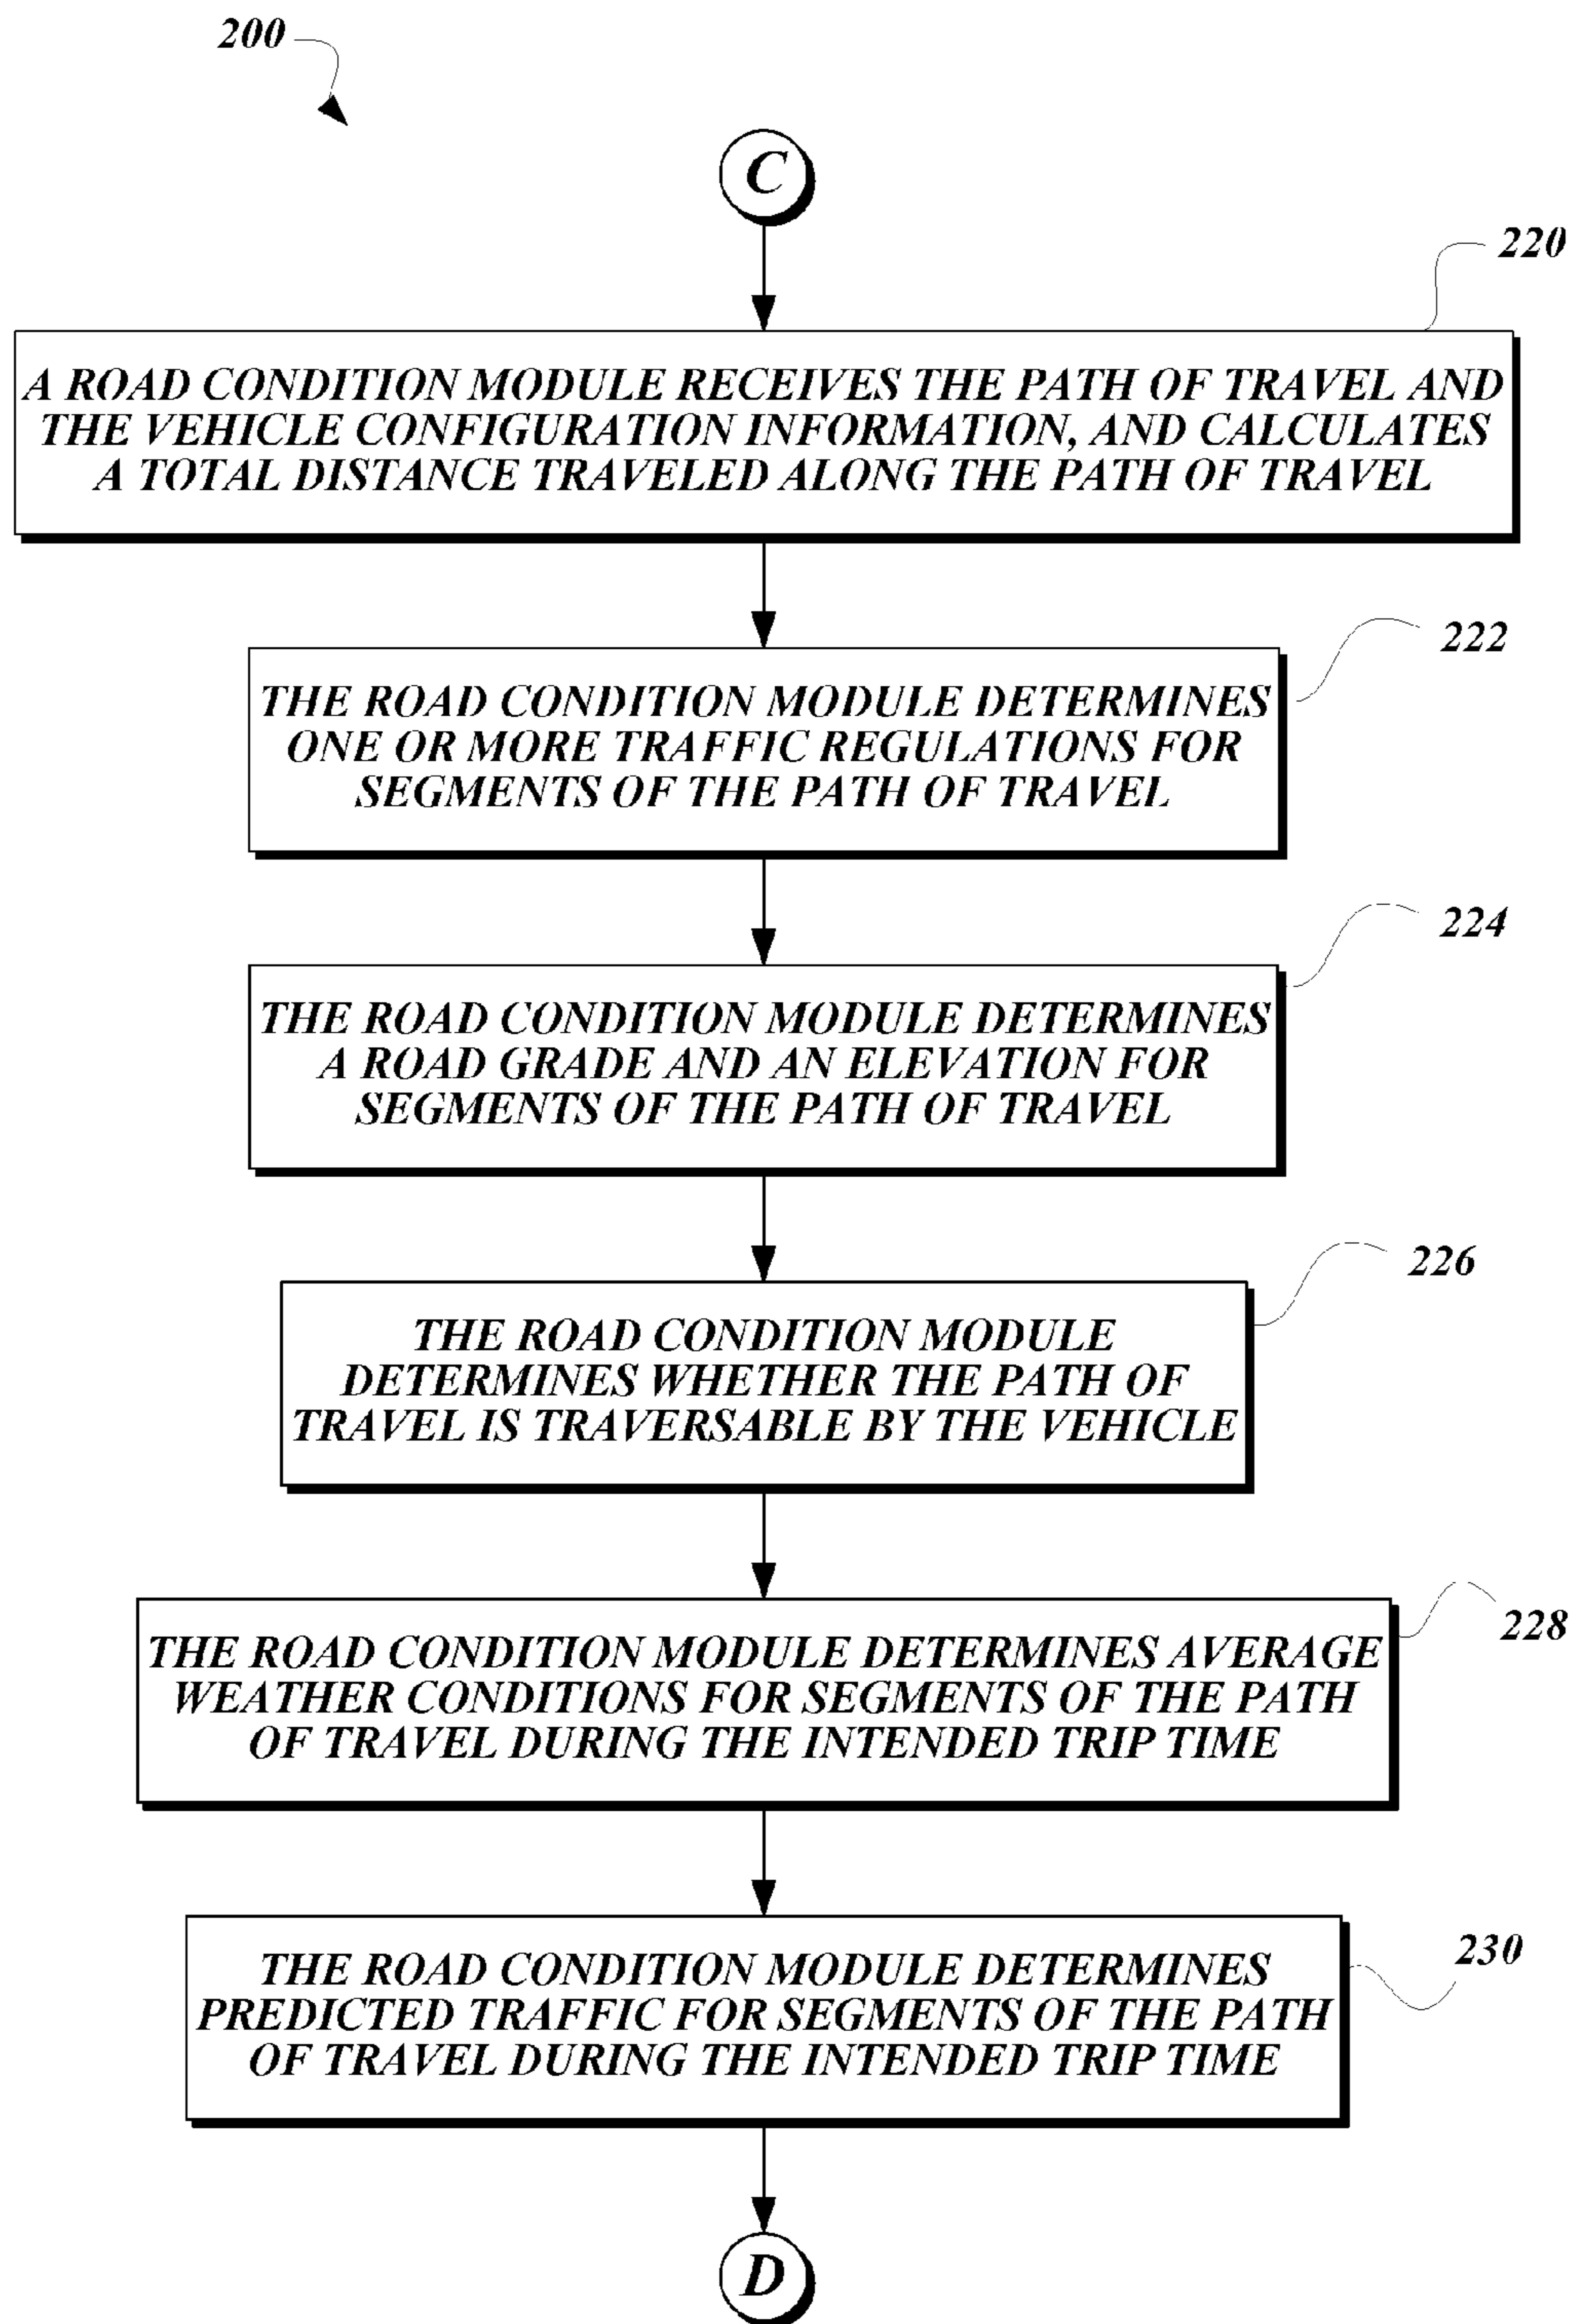 200
C
220
A ROAD CONDITION MODULE RECEIVES THE PATH OF TRAVEL AND
THE VEHICLE CONFIGURATION INFORMATION, AND CALCULATES
A TOTAL DISTANCE TRAVELED ALONG THE PATH OF TRAVEL
222
THE ROAD CONDITION MODULE DETERMINES
ONE OR MORE TRAFFIC REGULATIONS FOR
SEGMENTS OF THE PATH OF TRAVEL
224
THE ROAD CONDITION MODULE DETERMINES
A ROAD GRADE AND AN ELEVATION FOR
SEGMENTS OF THE PATH OF TRAVEL
226
THE ROAD CONDITION MODULE
DETERMINES WHETHER THE PATH OF
TRAVEL IS TRAVERSABLE BY THE VEHICLE
228
THE ROAD CONDITION MODULE DETERMINES AVERAGE
WEATHER CONDITIONS FOR SEGMENTS OF THE PATH
OF TRAVEL DURING THE INTENDED TRIP TIME
230
THE ROAD CONDITION MODULE DETERMINES
PREDICTED TRAFFIC FOR SEGMENTS OF THE PATH
OF TRAVEL DURING THE INTENDED TRIP TIME
D